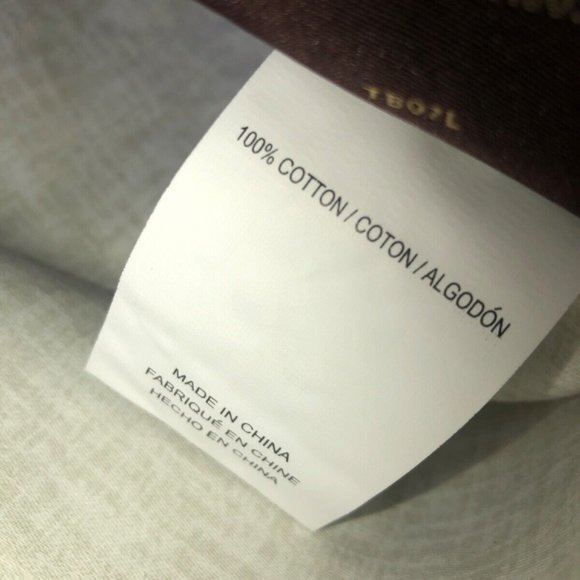 100% COTTON / COTON / ALGODÓN
MADE IN CHINA
FABRIQUÉ EN CHINE
HECHO EN CHINA